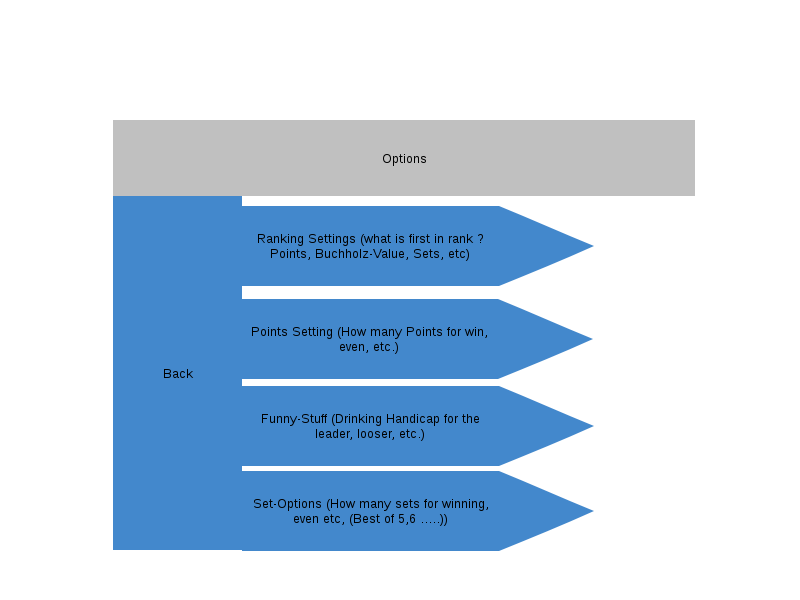 Options
Ranking Settings (what is first in rank ?
Points, Buchholz-Value, Sets, etc)
Points Setting (How many Points for win,
even, etc.)
Back
Funny-Stuff (Drinking Handicap for the
leader, looser, etc.)
Set-Options (How many sets for winning,
even etc, (Best of 5,6 .....))